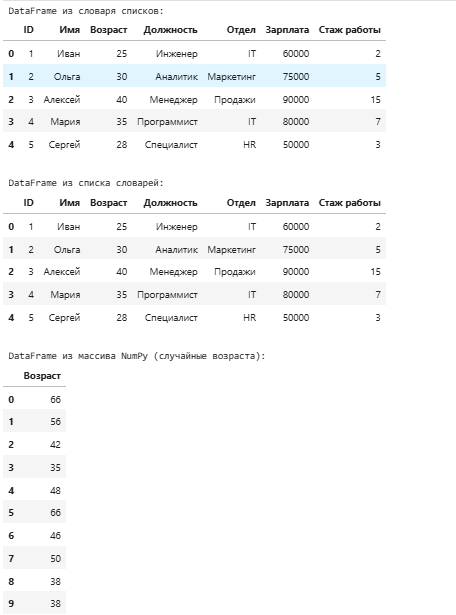 DataFrame из словаря списков:
ID Имя Возраст Должность Отдел Зарплата Стаж работы
0 1 Иван 25 Инженер IT 60000 2
1 2 Ольга 30 Аналитик Маркетинг 75000 5
2 3 Алексей 40 Менеджер Продажи 90000 15
3 4 Мария 35 Программист IT 80000 7
4 5 Сергей 28 Специалист HR 50000 3
DataFrame из списка словарей:
ID Имя Возраст Должность Отдел Зарплата Стаж работы
0 1 Иван 25 Инженер IT 60000 2
1 2 Ольга 30 Аналитик Маркетинг 75000 5
2 3 Алексей 40 Менеджер Продажи 90000 15
3 4 Мария 35 Программист IT 80000 7
4 5 Сергей 28 Специалист HR 50000 3
DataFrame из массива NumPy (случайные возраста):
Возраст
0 66
1 56
2 42
3 35
4 48
5 66
6 46
7 50
8 38
9 38